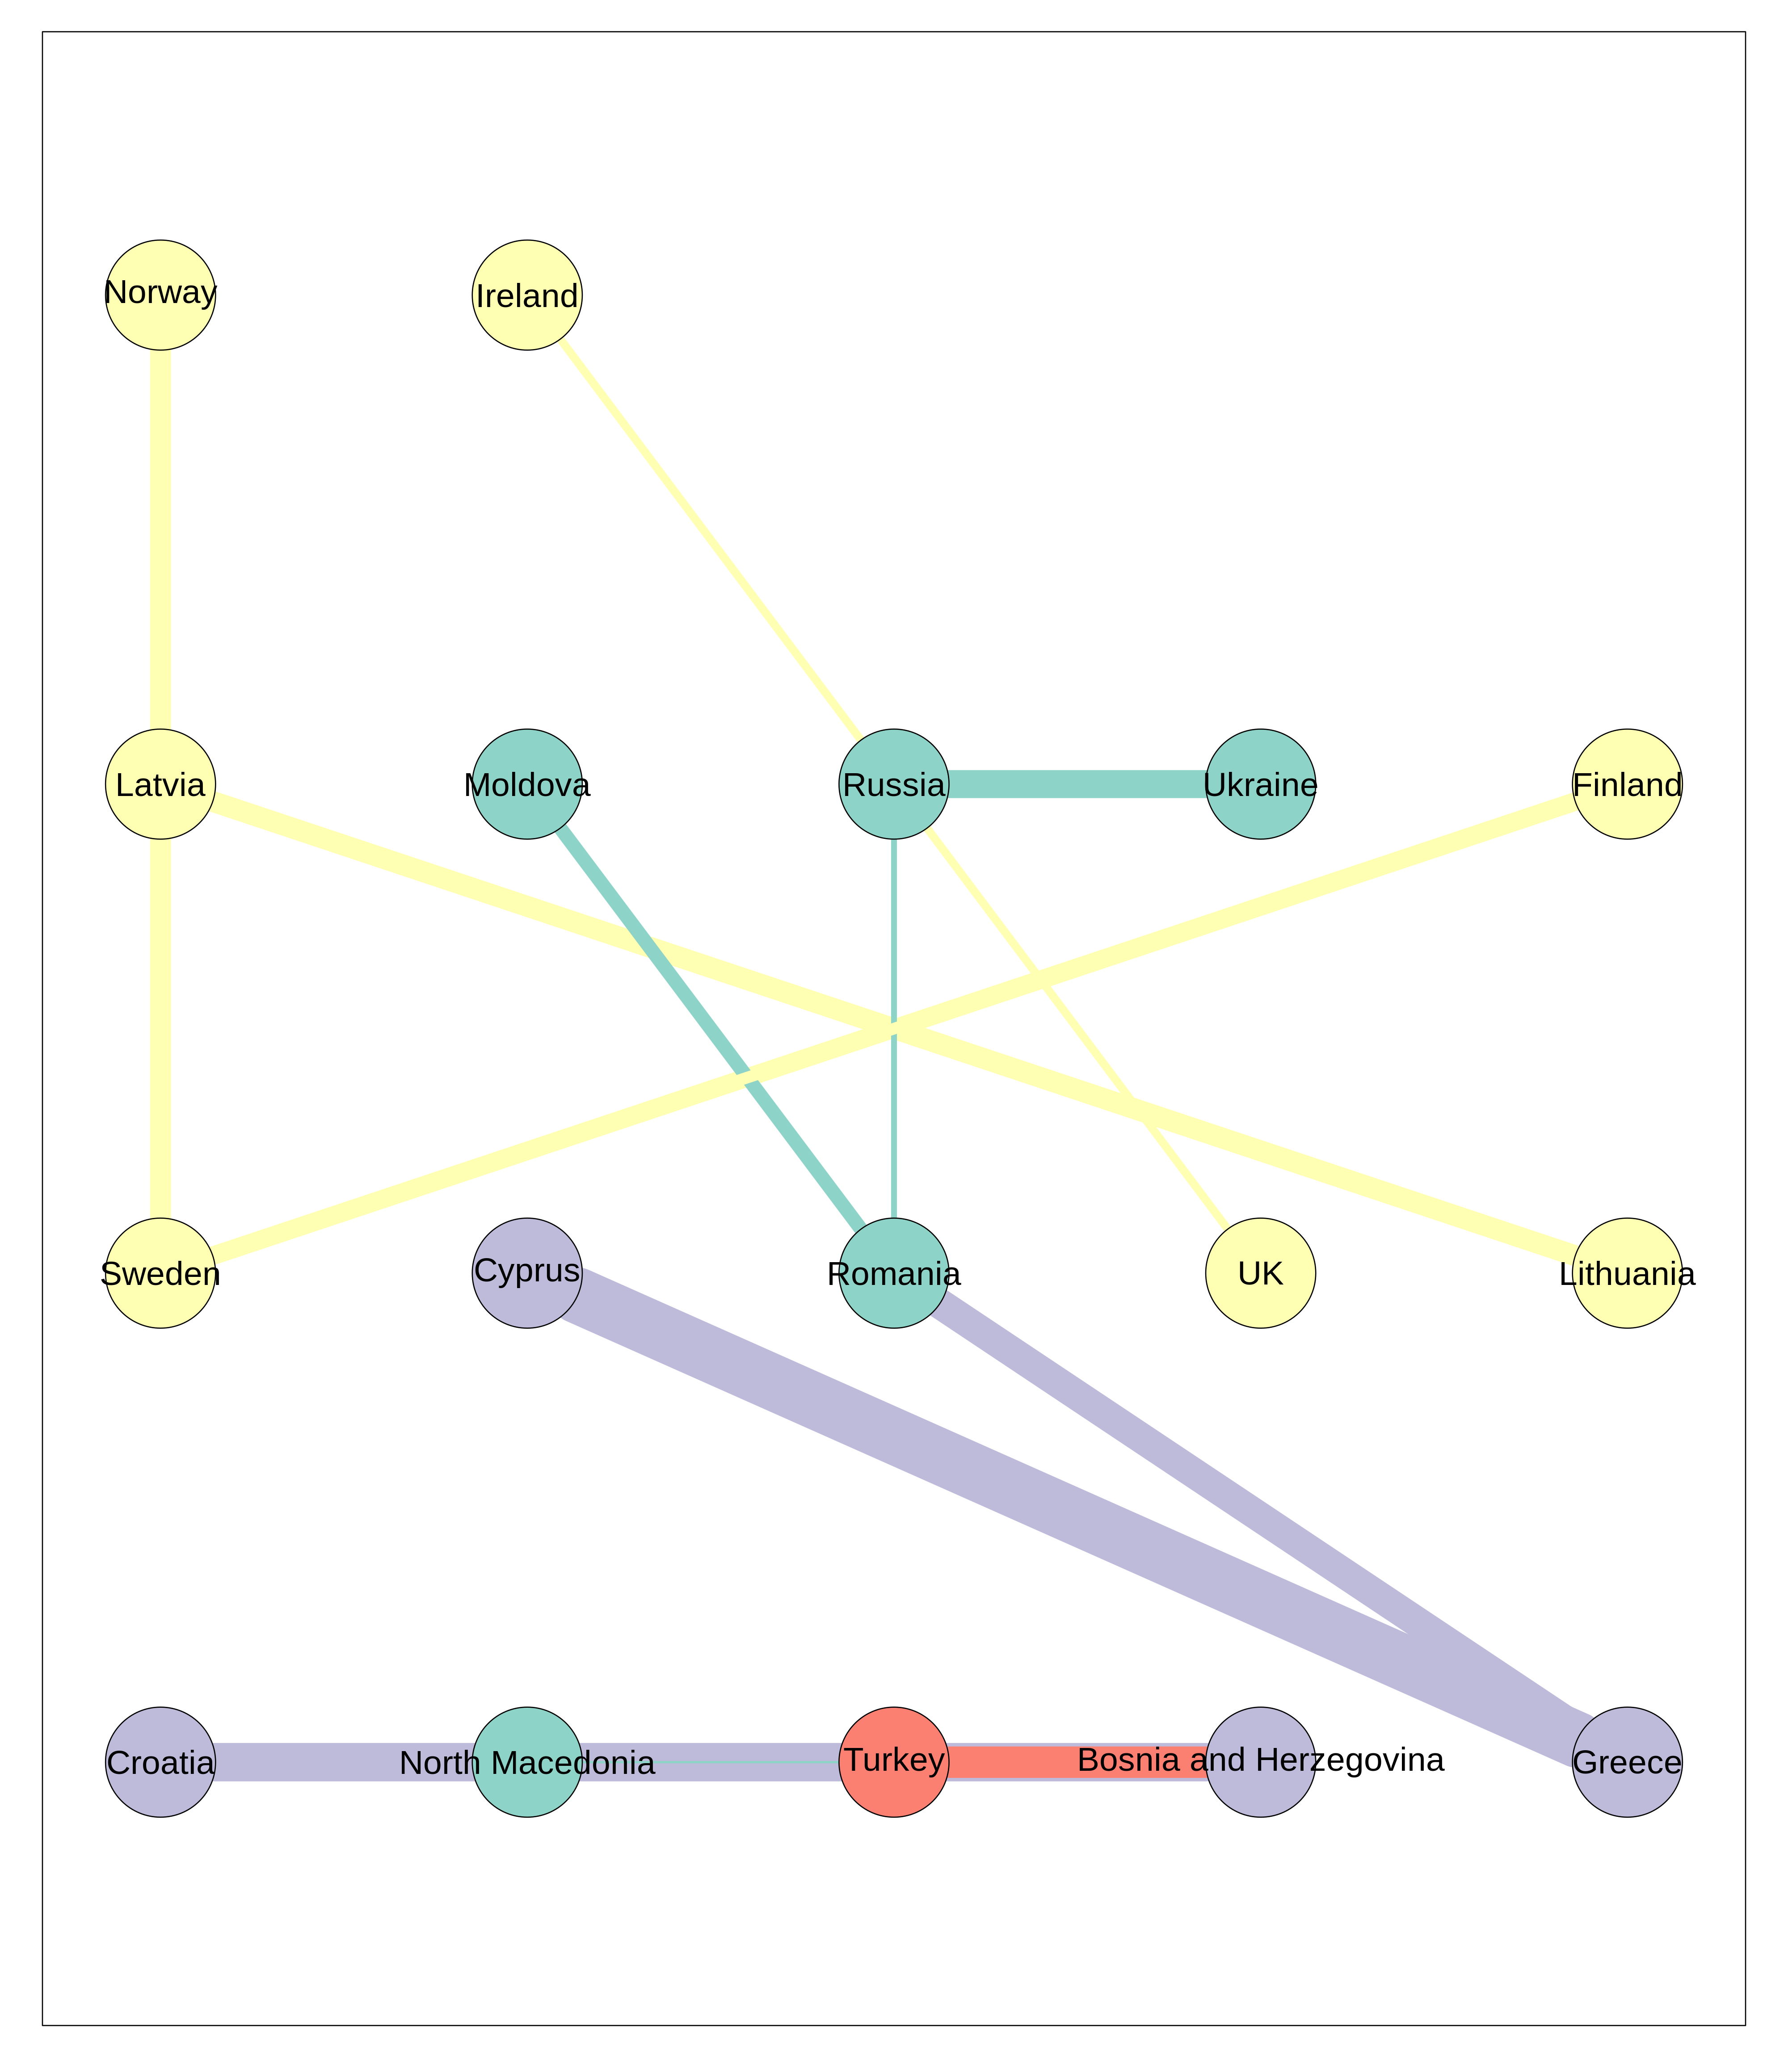 Norway
Ireland
Latvia
Moldova
Russia
Ukraine
Finland
Sweden
Cyprus
Romania
UK
Lithuania
Croatia
North Macedonia
Turkey
Bosnia and Herzegovina
Greece